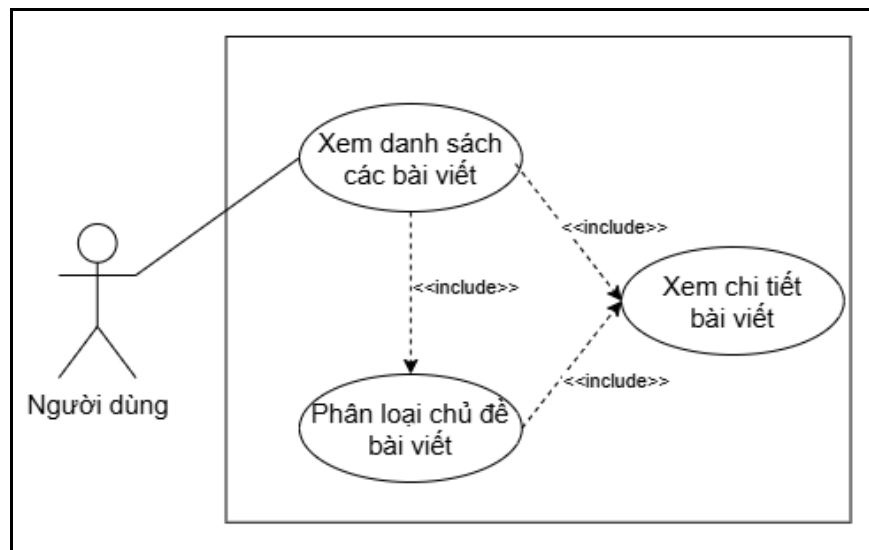 Xem danh sách
các bài viết
<<include>>
<<include>>
Xem chi tiết
bài viết
<<include>>
Người dùng
Phân loại chủ đề
bài viết